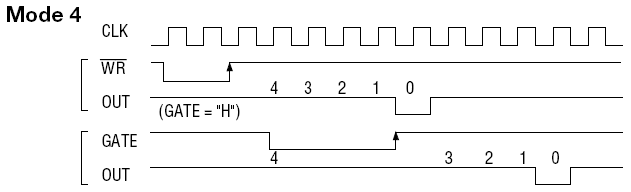 Mode 4
CLK
WR
4 3 2 1 0
OUT
(GATE = "H")
GATE
4 3 2 1 0
OUT